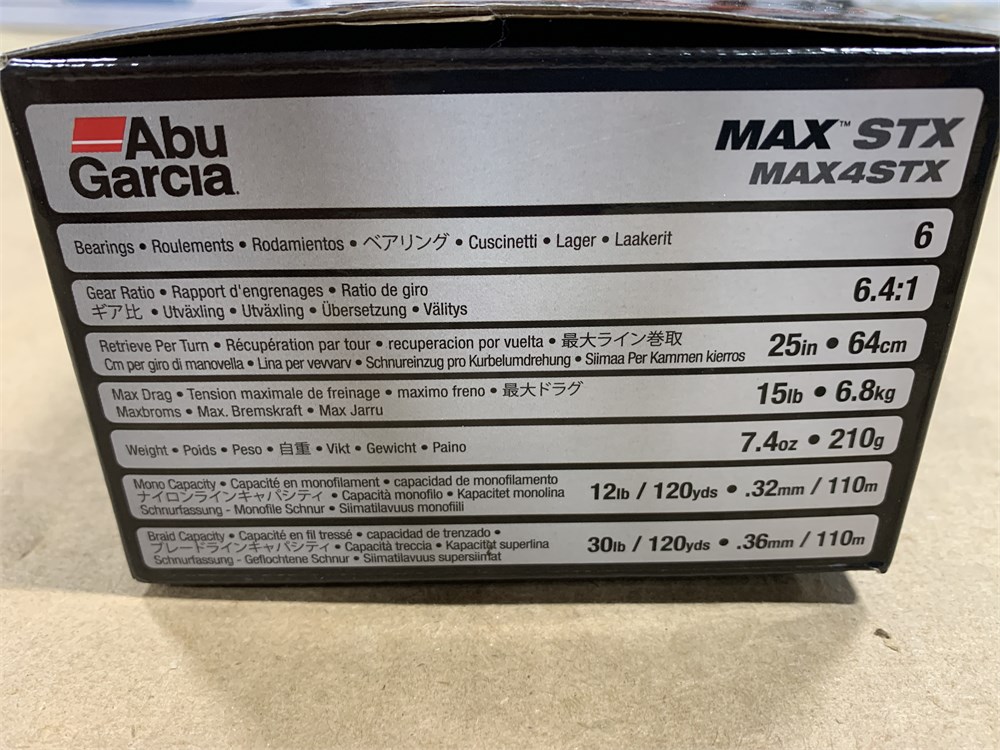 Abu Garcia.
MAX™ STX
MAX4STX
Bearings • Roulements • Rodamientos • ベアリング • Cuscinetti • Lager • Laakerit
6
Gear Ratio • Rapport d'engrenages • Ratio de giro
ギア比 • Utväxling • Utväxling • Übersetzung • Välitys
6.4:1
Retrieve Per Turn • Récupération par tour • recuperacion por vuelta • 最大ライン巻取
Cm per giro di manovella • Lina per vevvarv • Schnureinzug pro Kurbelumdrehung • Siimaa Per Kammen kierros
25in • 64cm
Max Drag • Tension maximale de freinage • maximo freno • 最大ドラグ
Maxbroms • Max. Bremskraft • Max Jarru
15lb • 6.8kg
Weight • Poids • Peso • 自重 • Vikt • Gewicht • Paino
7.4oz • 210g
Mono Capacity • Capacité en monofilament • capacidad de monofilamento
ナイロンラインキャパシティ • Capacità monofilo • Kapacitet monolina
Schnurfassung - Monofile Schnur • Siimatilavuus monofiili
12lb / 120yds • .32mm / 110m
Braid Capacity • Capacité en fil tressé • capacidad de trenzado •
ブレードラインキャパシティ • Capacità treccia • Kapacitat superlina
Schnurfassung - Geflochtene Schnur • Siimatilavuus supersiimat
30lb / 120yds • .36mm / 110m